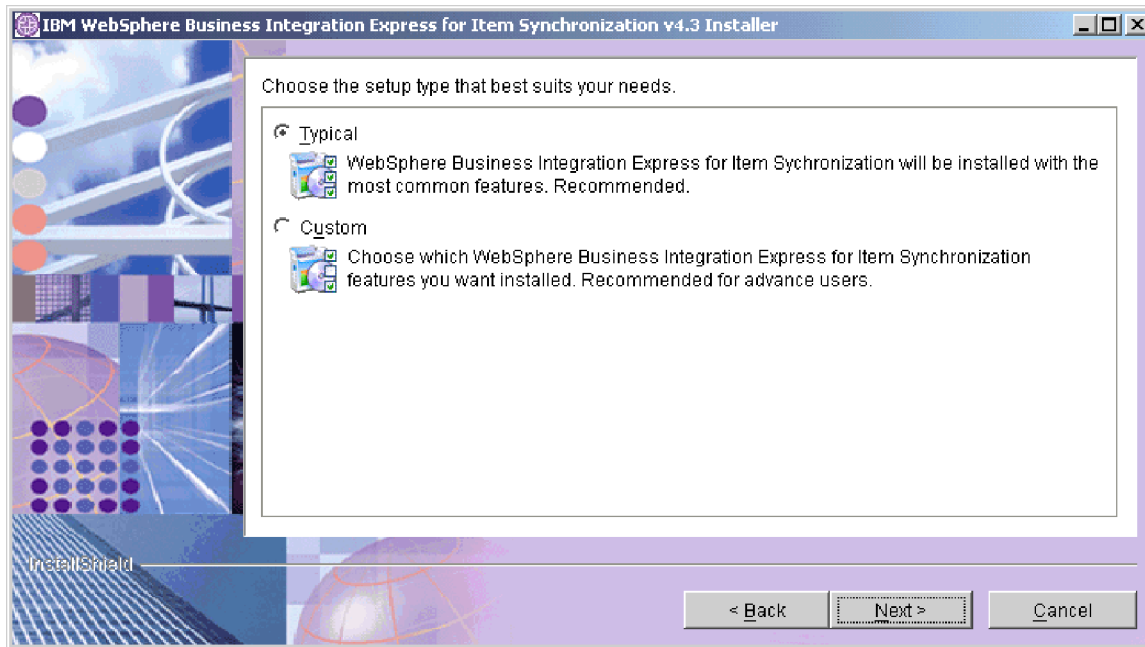 IBM WebSphere Business Integration Express for Item Synchronization v4.3 Installer
Choose the setup type that best suits your needs.
Typical
WebSphere Business Integration Express for Item Sychronization will be installed with the
most common features. Recommended.
Custom
Choose which WebSphere Business Integration Express for Item Synchronization
features you want installed. Recommended for advance users.
InstallShield
< Back
Next >
Cancel